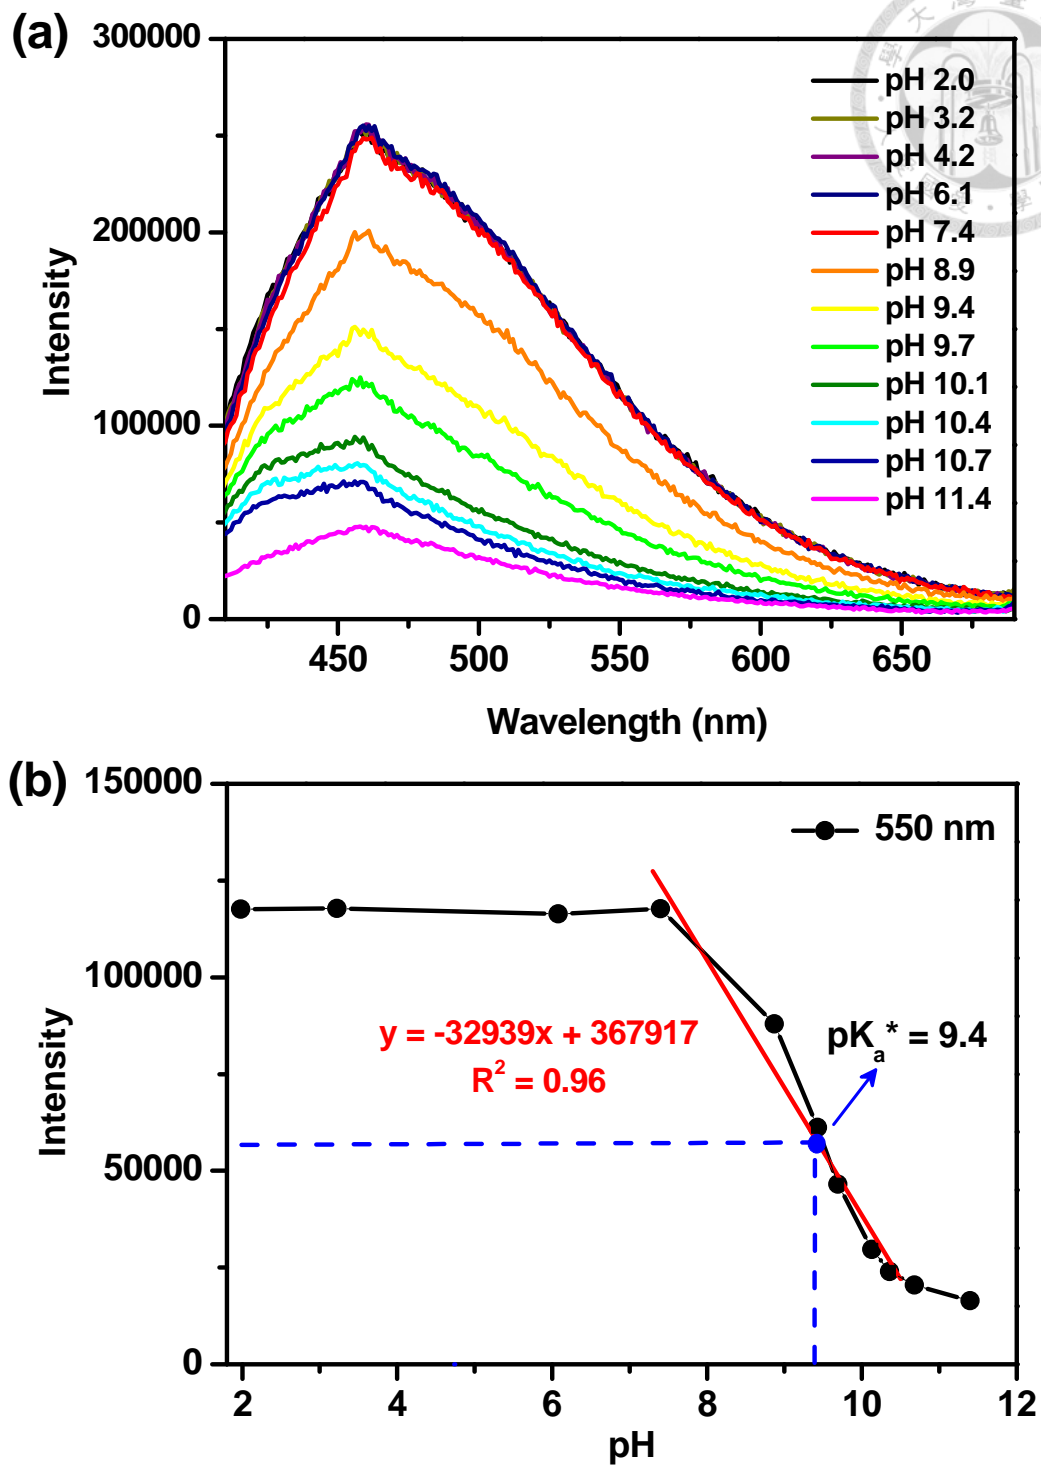 (a)
300000
200000
100000
0
Intensity
pH 2.0
pH 3.2
pH 4.2
pH 6.1
pH 7.4
pH 8.9
pH 9.4
pH 9.7
pH 10.1
pH 10.4
pH 10.7
pH 11.4
450 500 550 600 650
Wavelength (nm)
(b)
150000
100000
50000
0
Intensity
550 nm
y = -32939x + 367917
R² = 0.96
pKₐ* = 9.4
2 4 6 8 10 12
pH